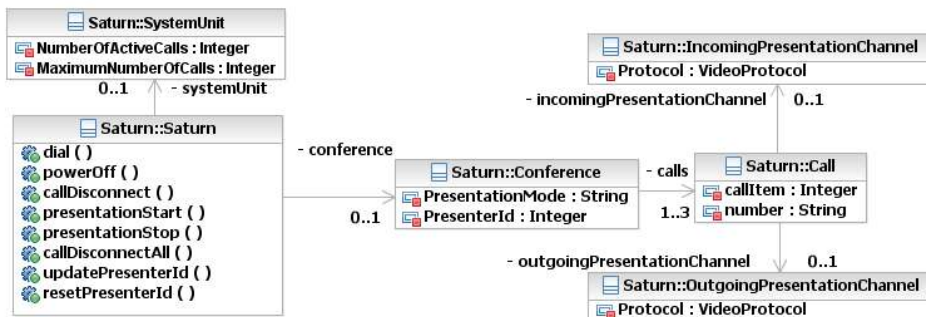 Saturn::SystemUnit
NumberOfActiveCalls : Integer
MaximumNumberOfCalls : Integer
0..1 - systemUnit
Saturn::Saturn
dial ( )
powerOff ( )
callDisconnect ( )
presentationStart ( )
presentationStop ( )
callDisconnectAll ( )
updatePresenterId ( )
resetPresenterId ( )
- conference
0..1
Saturn::Conference
PresentationMode : String
PresenterId : Integer
- calls
1..3
Saturn::IncomingPresentationChannel
Protocol : VideoProtocol
- incomingPresentationChannel 0..1
Saturn::Call
callItem : Integer
number : String
- outgoingPresentationChannel 0..1
Saturn::OutgoingPresentationChannel
Protocol : VideoProtocol